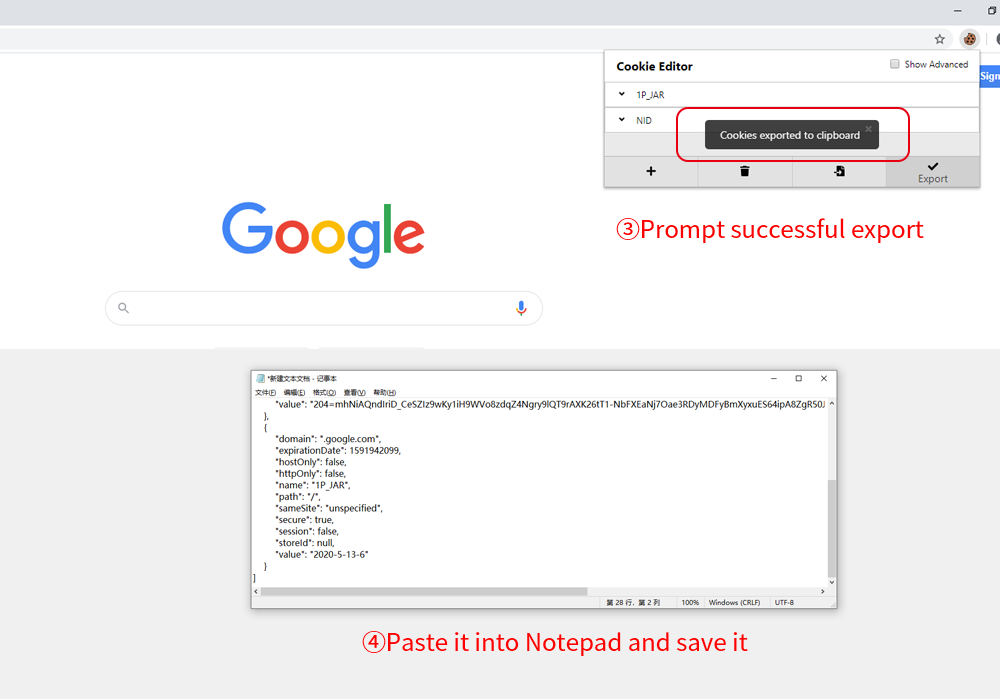 Cookie Editor
Show Advanced
Sign
1P_JAR
NID
Cookies exported to clipboard
Export
③Prompt successful export
Google
*新建文本文档 - 记事本
文件(F) 编辑(E) 格式(O) 查看(V) 帮助(H)
"value": "204=mhNiAQndIriD_CeSZIz9wKy1iH9WVo8zdqZ4Ngry9lQT9rAXK26tT1-NbFXEaNj7Oae3RDyMDFyBmXyxuES64ipA8ZgR50J
},
{
"domain": ".google.com",
"expirationDate": 1591942099,
"hostOnly": false,
"httpOnly": false,
"name": "1P_JAR",
"path": "/",
"sameSite": "unspecified",
"secure": true,
"session": false,
"storeId": null,
"value": "2020-5-13-6"
}
]
第 28 行，第 2 列 100% Windows (CRLF) UTF-8
④Paste it into Notepad and save it